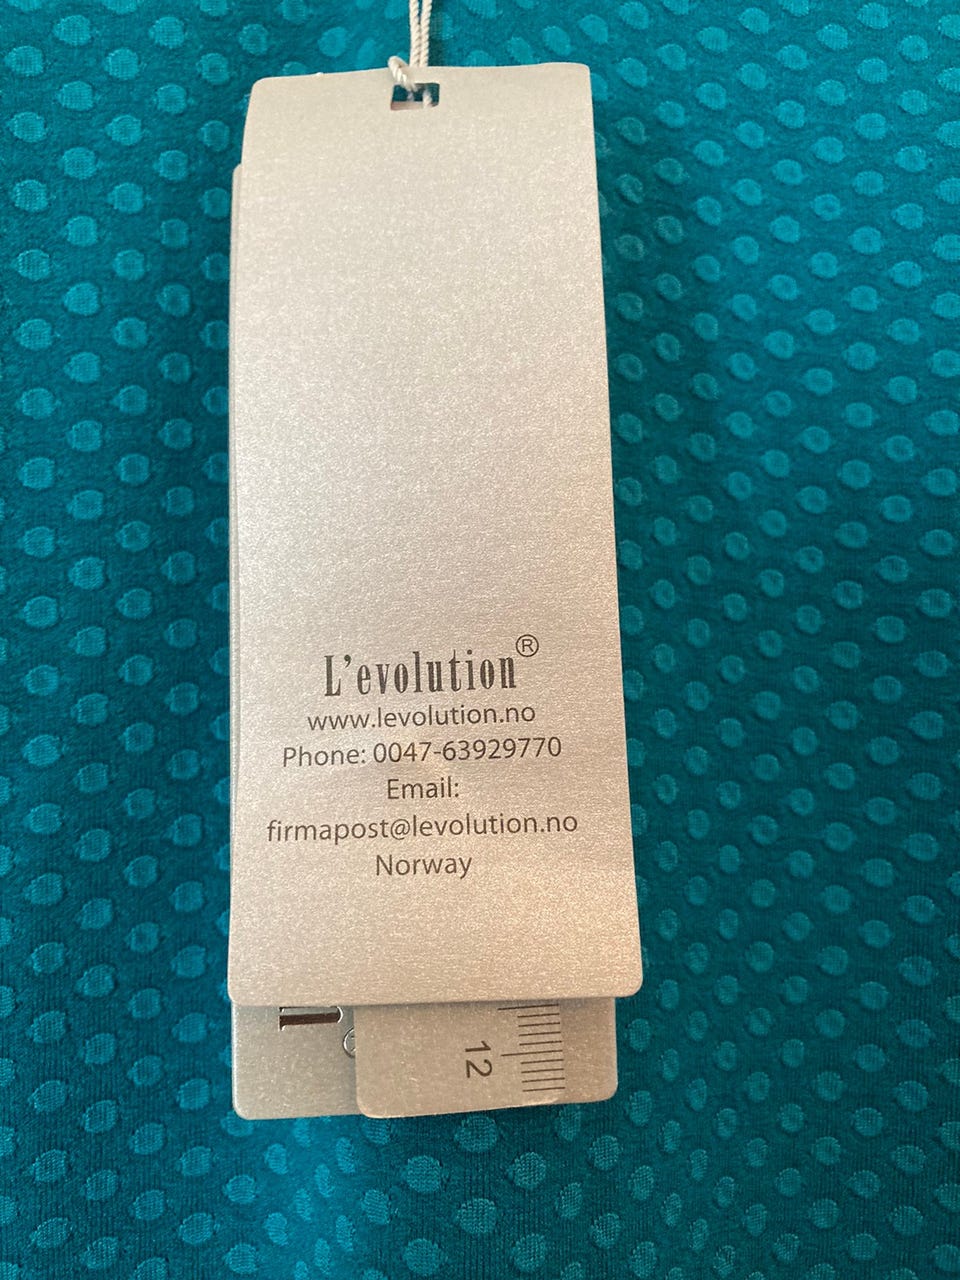 L'evolution®
www.levolution.no
Phone: 0047-63929770
Email:
firmapost@levolution.no
Norway
12